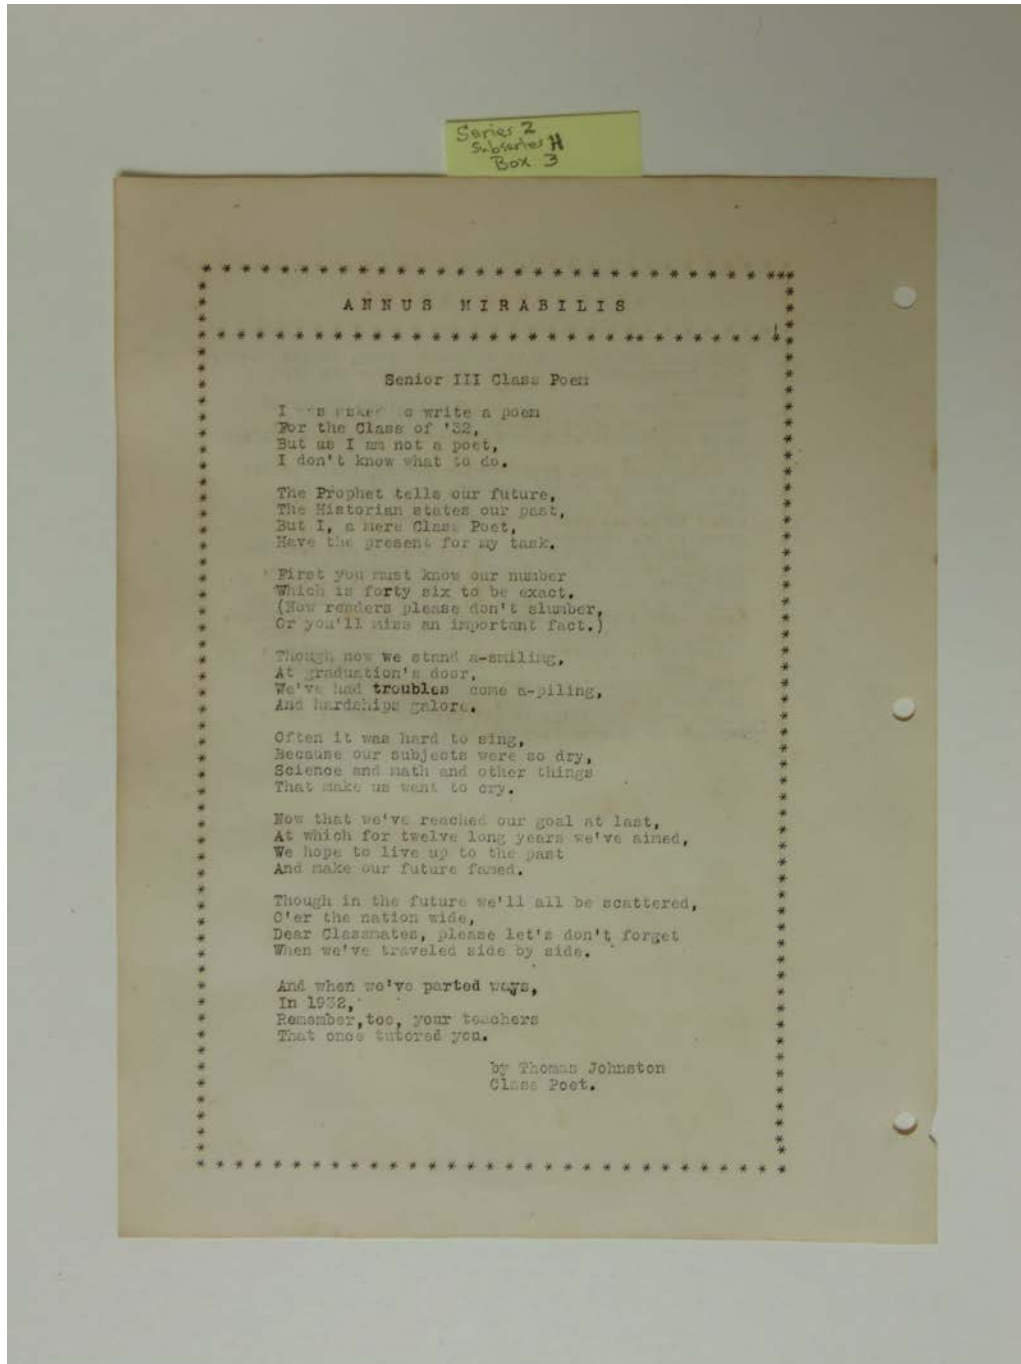 Series 2
Subseries H
Box 3
ANNUS MIRABILIS
Senior III Class Poem
I was asked to write a poem
For the Class of '32,
But as I am not a poet,
I don't know what to do.
The Prophet tells our future,
The Historian states our past,
But I, a mere Class Poet,
Have the present for my task.
First you must know our number
Which is forty six to be exact.
(Now readers please don't slumber,
Or you'll miss an important fact.)
Though now we stand a-smiling,
At graduation's door,
We've had troubles come a-piling,
And hardships galore.
Often it was hard to sing,
Because our subjects were so dry,
Science and math and other things
That make us want to cry.
Now that we've reached our goal at last,
At which for twelve long years we've aimed,
We hope to live up to the past
And make our future famed.
Though in the future we'll all be scattered,
O'er the nation wide,
Dear Classmates, please let's don't forget
When we've traveled side by side.
And when we've parted ways,
In 1932,
Remember,too, your teachers
That once tutored you.
by Thomas Johnston
Class Poet.